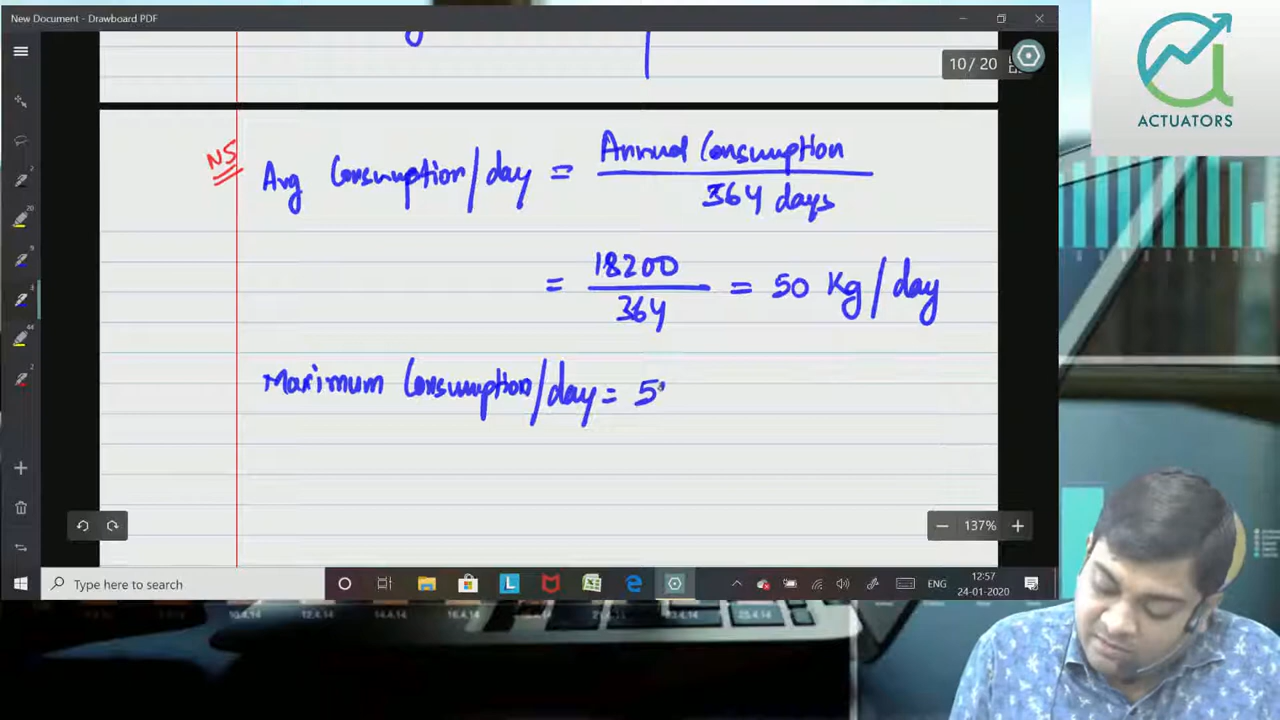 New Document - Drawboard PDF
10 / 20
ACTUATORS
N5
Avg Consumption/day = Annual Consumption
364 days
= 18200
364
= 50 Kg/day
Maximum Consumption/day = 5
137%
Type here to search
ENG
12:57
24-01-2020